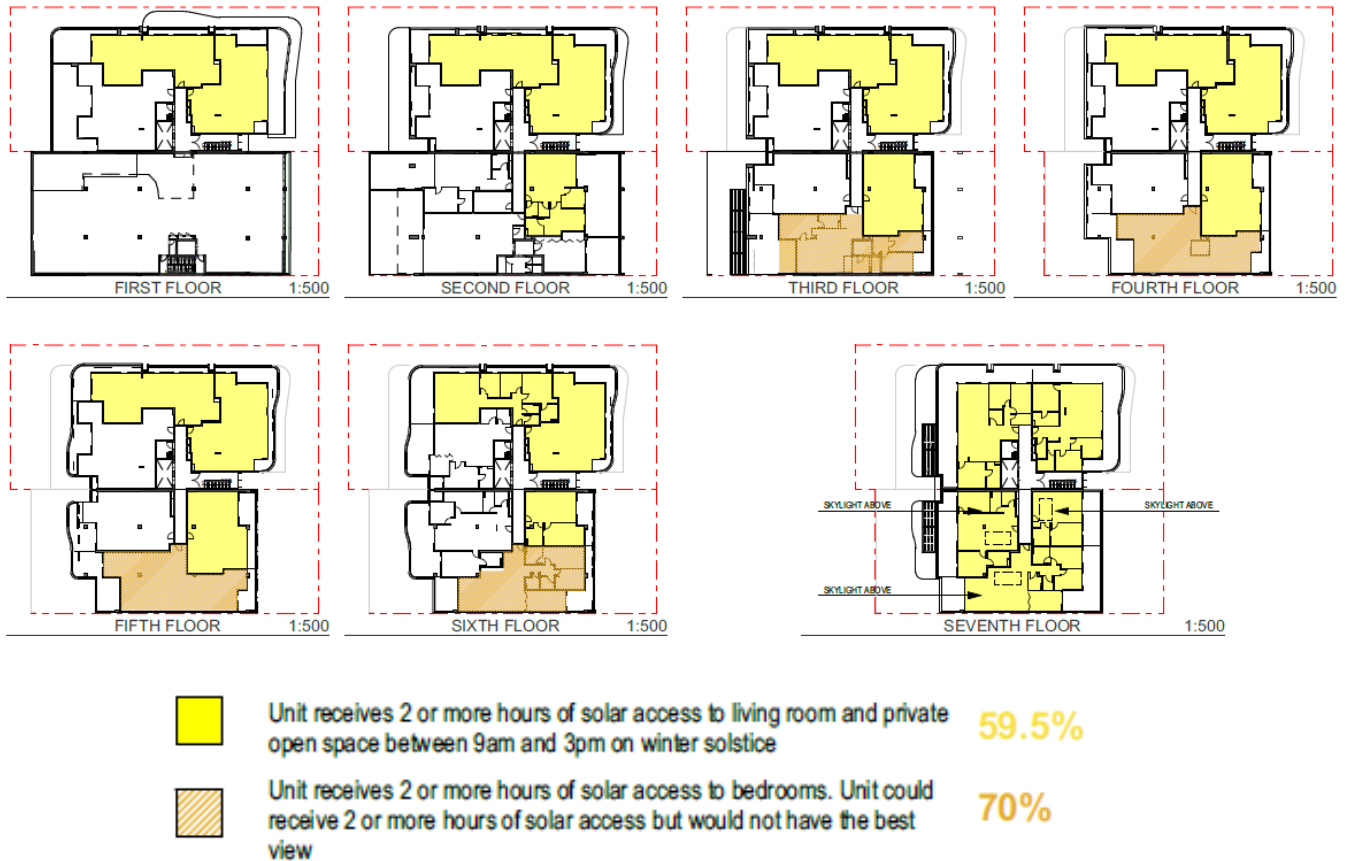 FIRST FLOOR 1:500
SECOND FLOOR 1:500
THIRD FLOOR 1:500
FOURTH FLOOR 1:500
FIFTH FLOOR 1:500
SIXTH FLOOR 1:500
SKYLIGHT ABOVE
SKYLIGHT ABOVE
SKYLIGHT ABOVE
SEVENTH FLOOR 1:500
Unit receives 2 or more hours of solar access to living room and private
open space between 9am and 3pm on winter solstice
59.5%
Unit receives 2 or more hours of solar access to bedrooms. Unit could
receive 2 or more hours of solar access but would not have the best
view
70%